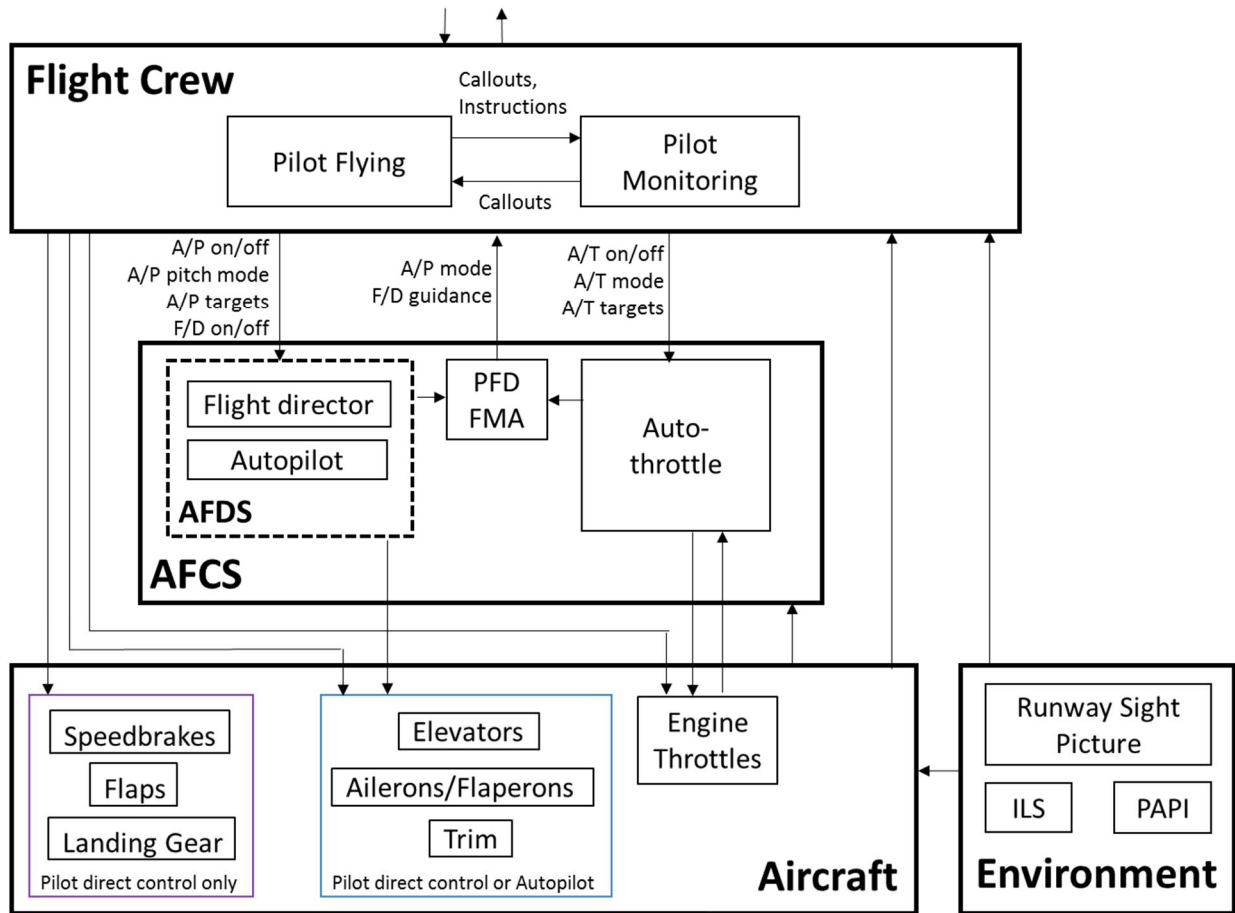 Flight Crew
Callouts,
Instructions
Pilot Flying
Pilot
Monitoring
Callouts
A/P on/off
A/P pitch mode
A/P targets
F/D on/off
A/P mode
F/D guidance
A/T on/off
A/T mode
A/T targets
Flight director
Autopilot
AFDS
PFD
FMA
Auto-
throttle
AFCS
Speedbrakes
Flaps
Landing Gear
Pilot direct control only
Elevators
Ailerons/Flaperons
Trim
Pilot direct control or Autopilot
Engine
Throttles
Aircraft
Runway Sight
Picture
ILS
PAPI
Environment